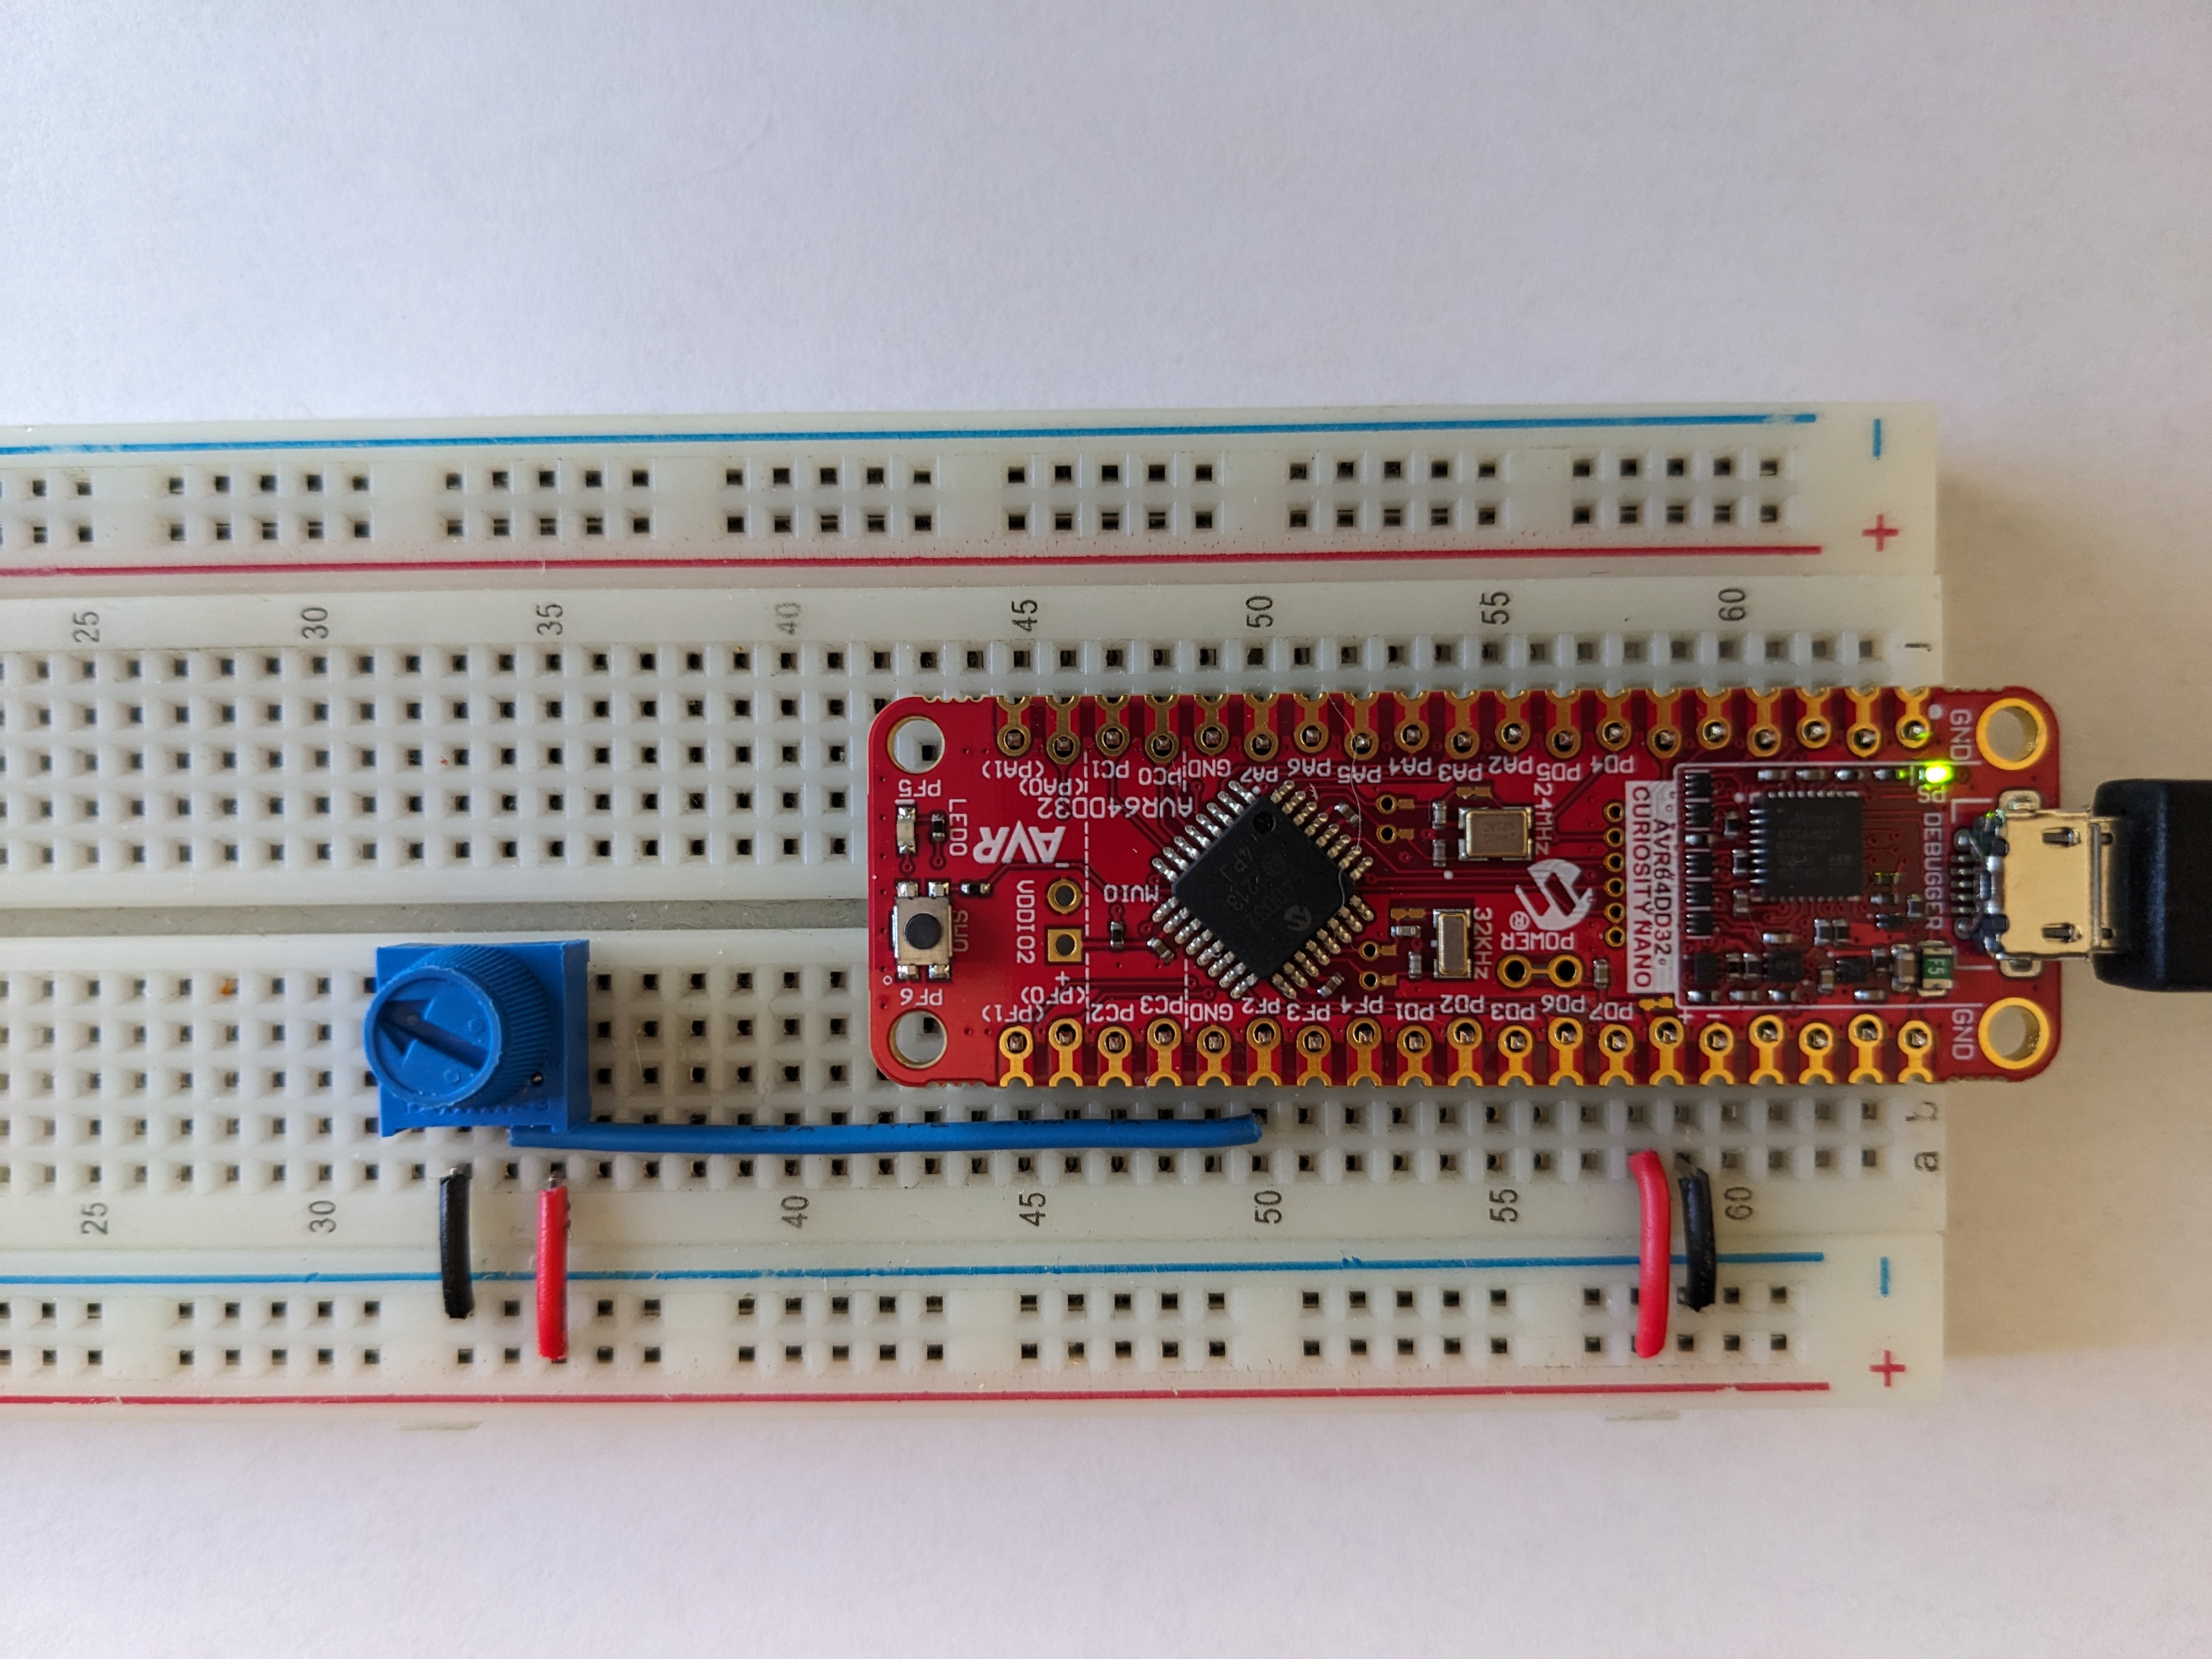 −
+
25 30 35 40 45 50 55 60
j
(PA1) (PA0) PC1 PC0 GND PA7 PA6 PA5 PA4 PA3 PA2 PD5 PD4
GND
PS
PF5
LED0
AVR64DD32
AVR
MVIO
VDDIO2
SW0
PF6
24MHz
32KHz
POWER
AVR64DD32
CURIOSITY NANO
DEBUGGER
F5
+
(PF1) (PF0) PC2 PC3 GND PF2 PF3 PF4 PD1 PD2 PD3 PD6 PD7
+ −
GND
b
a
25 30 40 45 50 55 60
−
+